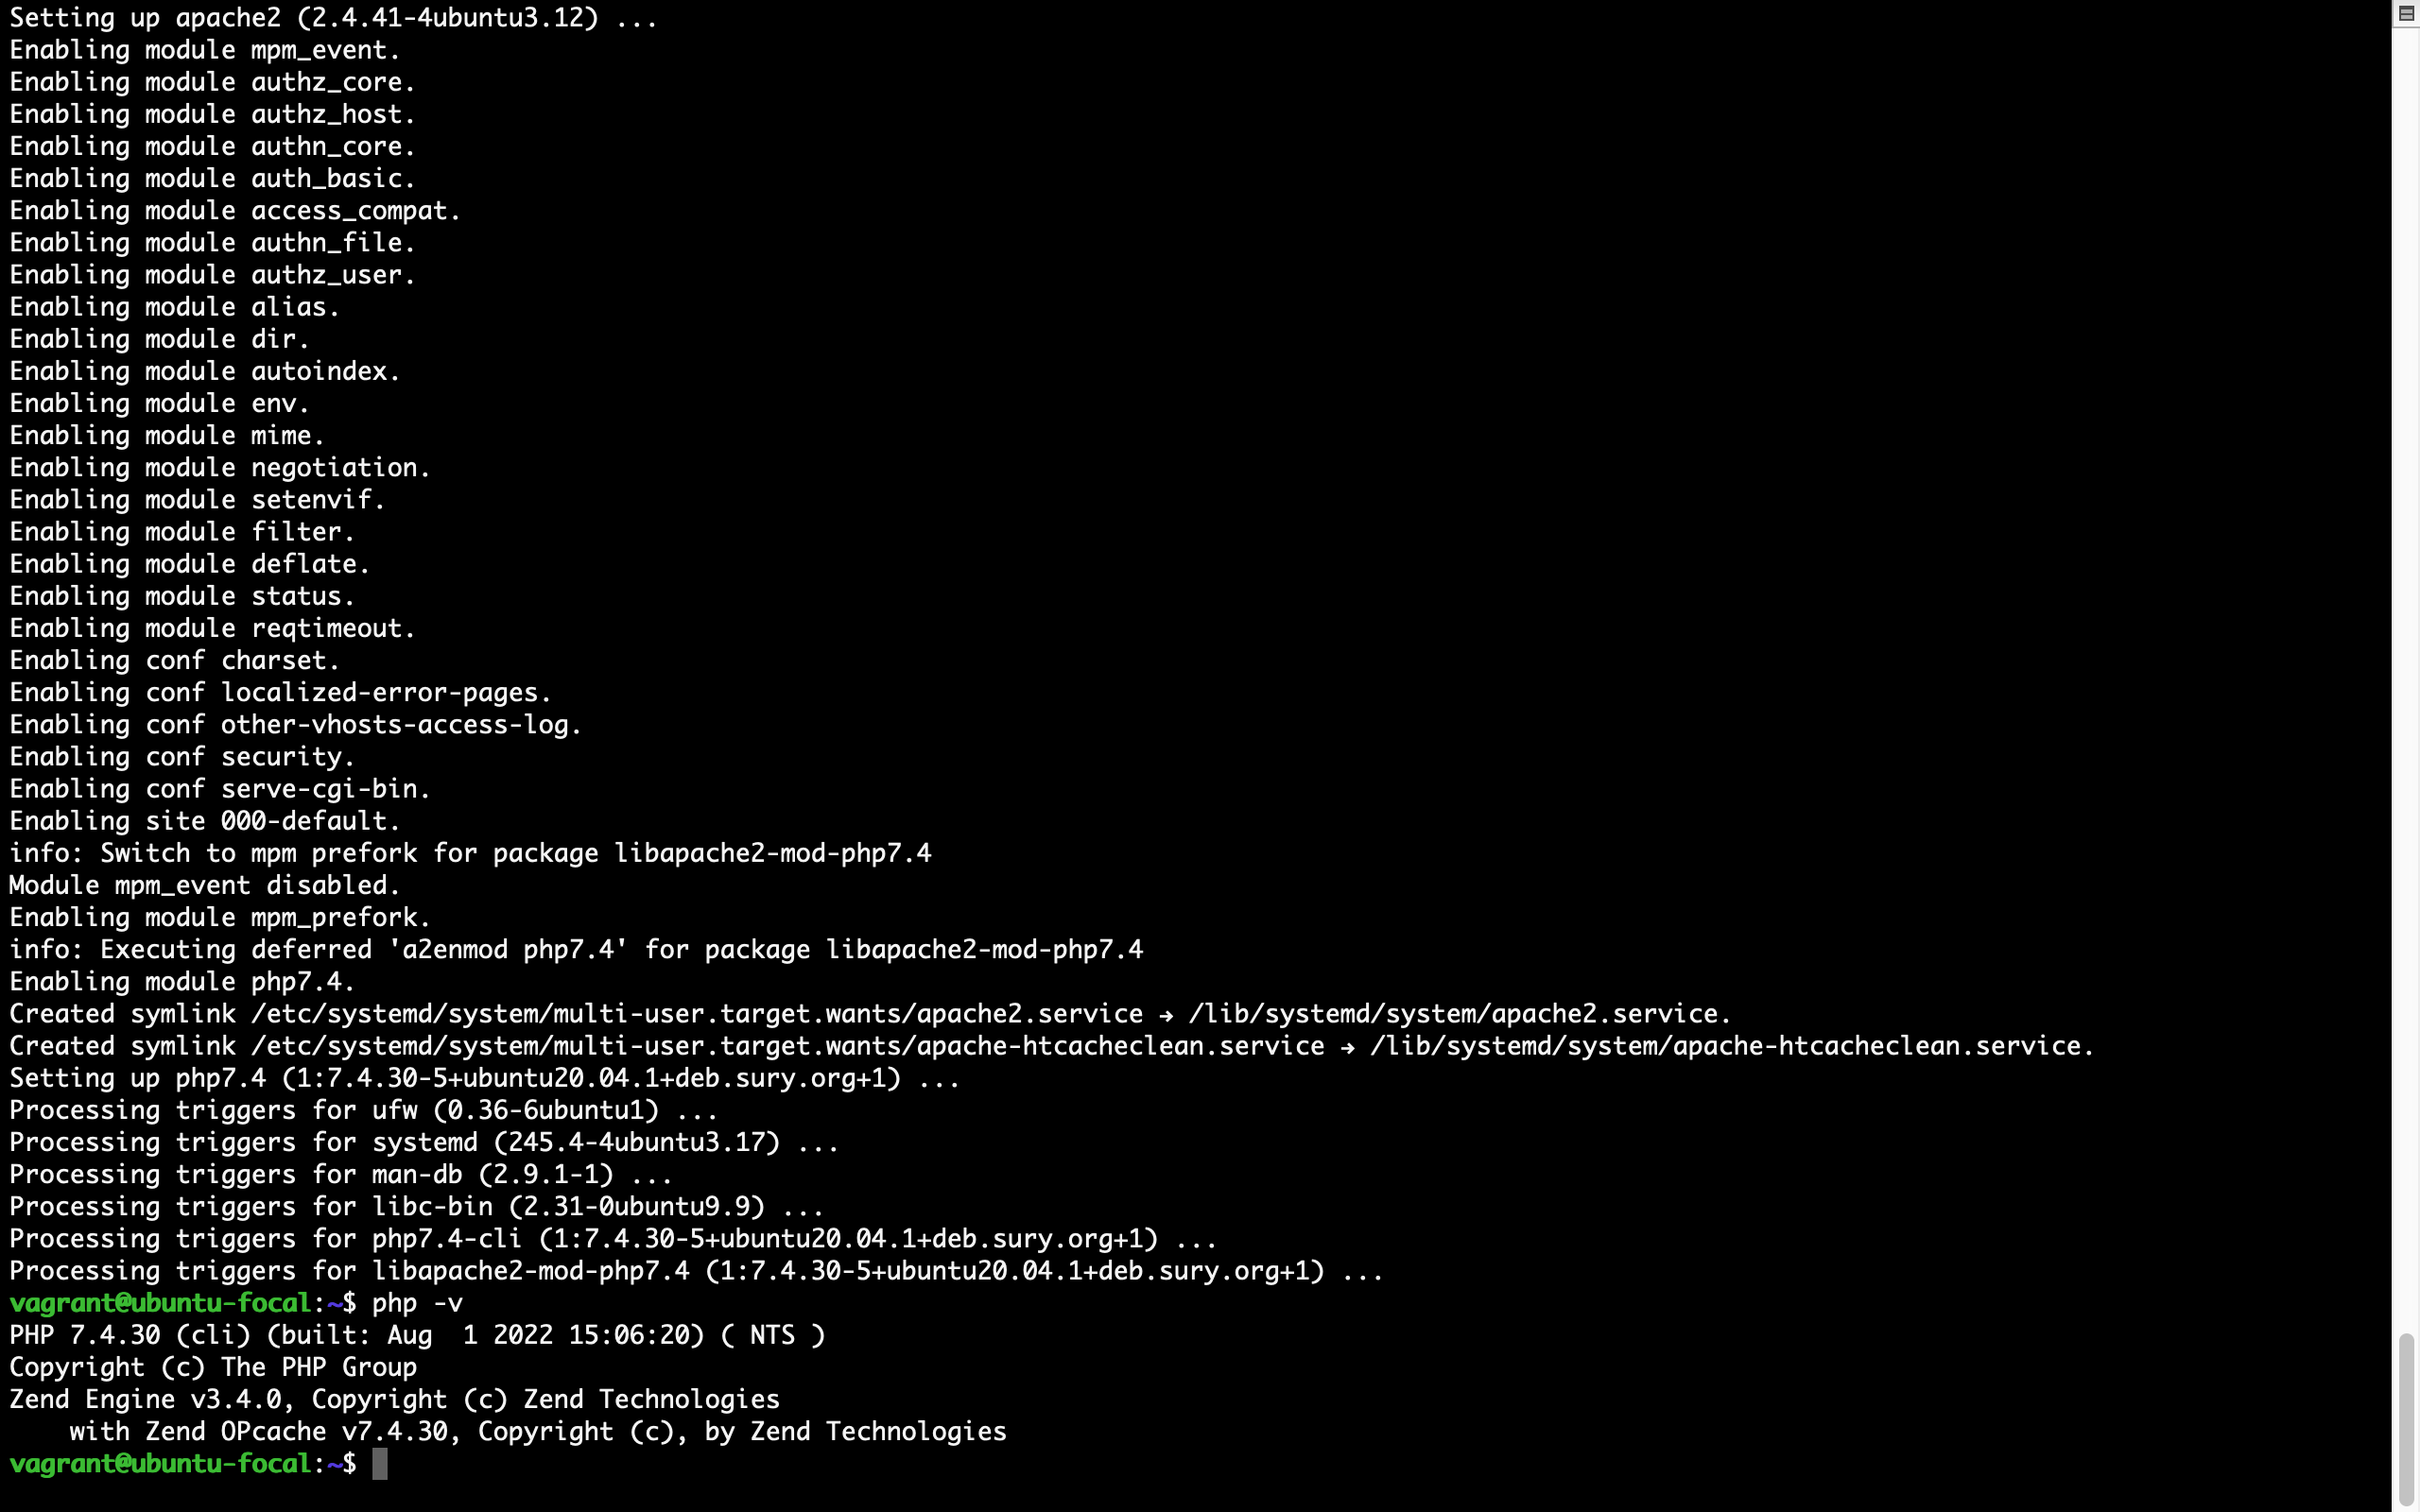 Setting up apache2 (2.4.41-4ubuntu3.12) ...
Enabling module mpm_event.
Enabling module authz_core.
Enabling module authz_host.
Enabling module authn_core.
Enabling module auth_basic.
Enabling module access_compat.
Enabling module authn_file.
Enabling module authz_user.
Enabling module alias.
Enabling module dir.
Enabling module autoindex.
Enabling module env.
Enabling module mime.
Enabling module negotiation.
Enabling module setenvif.
Enabling module filter.
Enabling module deflate.
Enabling module status.
Enabling module reqtimeout.
Enabling conf charset.
Enabling conf localized-error-pages.
Enabling conf other-vhosts-access-log.
Enabling conf security.
Enabling conf serve-cgi-bin.
Enabling site 000-default.
info: Switch to mpm prefork for package libapache2-mod-php7.4
Module mpm_event disabled.
Enabling module mpm_prefork.
info: Executing deferred 'a2enmod php7.4' for package libapache2-mod-php7.4
Enabling module php7.4.
Created symlink /etc/systemd/system/multi-user.target.wants/apache2.service → /lib/systemd/system/apache2.service.
Created symlink /etc/systemd/system/multi-user.target.wants/apache-htcacheclean.service → /lib/systemd/system/apache-htcacheclean.service.
Setting up php7.4 (1:7.4.30-5+ubuntu20.04.1+deb.sury.org+1) ...
Processing triggers for ufw (0.36-6ubuntu1) ...
Processing triggers for systemd (245.4-4ubuntu3.17) ...
Processing triggers for man-db (2.9.1-1) ...
Processing triggers for libc-bin (2.31-0ubuntu9.9) ...
Processing triggers for php7.4-cli (1:7.4.30-5+ubuntu20.04.1+deb.sury.org+1) ...
Processing triggers for libapache2-mod-php7.4 (1:7.4.30-5+ubuntu20.04.1+deb.sury.org+1) ...
vagrant@ubuntu-focal:~$ php -v
PHP 7.4.30 (cli) (built: Aug  1 2022 15:06:20) ( NTS )
Copyright (c) The PHP Group
Zend Engine v3.4.0, Copyright (c) Zend Technologies
    with Zend OPcache v7.4.30, Copyright (c), by Zend Technologies
vagrant@ubuntu-focal:~$